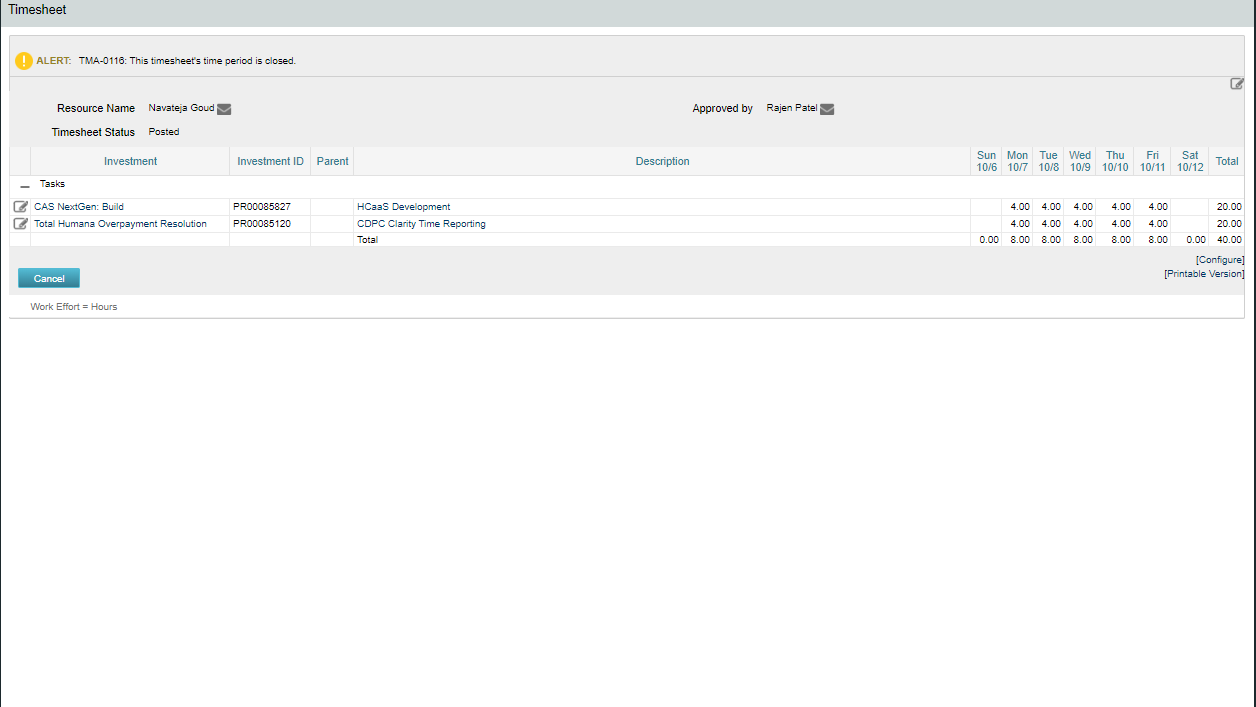 Timesheet
ALERT: TMA-0116: This timesheet's time period is closed.
Resource Name Navateja Goud Approved by Rajen Patel
Timesheet Status Posted
Investment Investment ID Parent Description Sun 10/6 Mon 10/7 Tue 10/8 Wed 10/9 Thu 10/10 Fri 10/11 Sat 10/12 Total
Tasks
CAS NextGen: Build PR00085827 HCaaS Development 4.00 4.00 4.00 4.00 4.00 20.00
Total Humana Overpayment Resolution PR00085120 CDPC Clarity Time Reporting 4.00 4.00 4.00 4.00 4.00 20.00
Total 0.00 8.00 8.00 8.00 8.00 8.00 0.00 40.00
[Configure]
[Printable Version]
Cancel
Work Effort = Hours